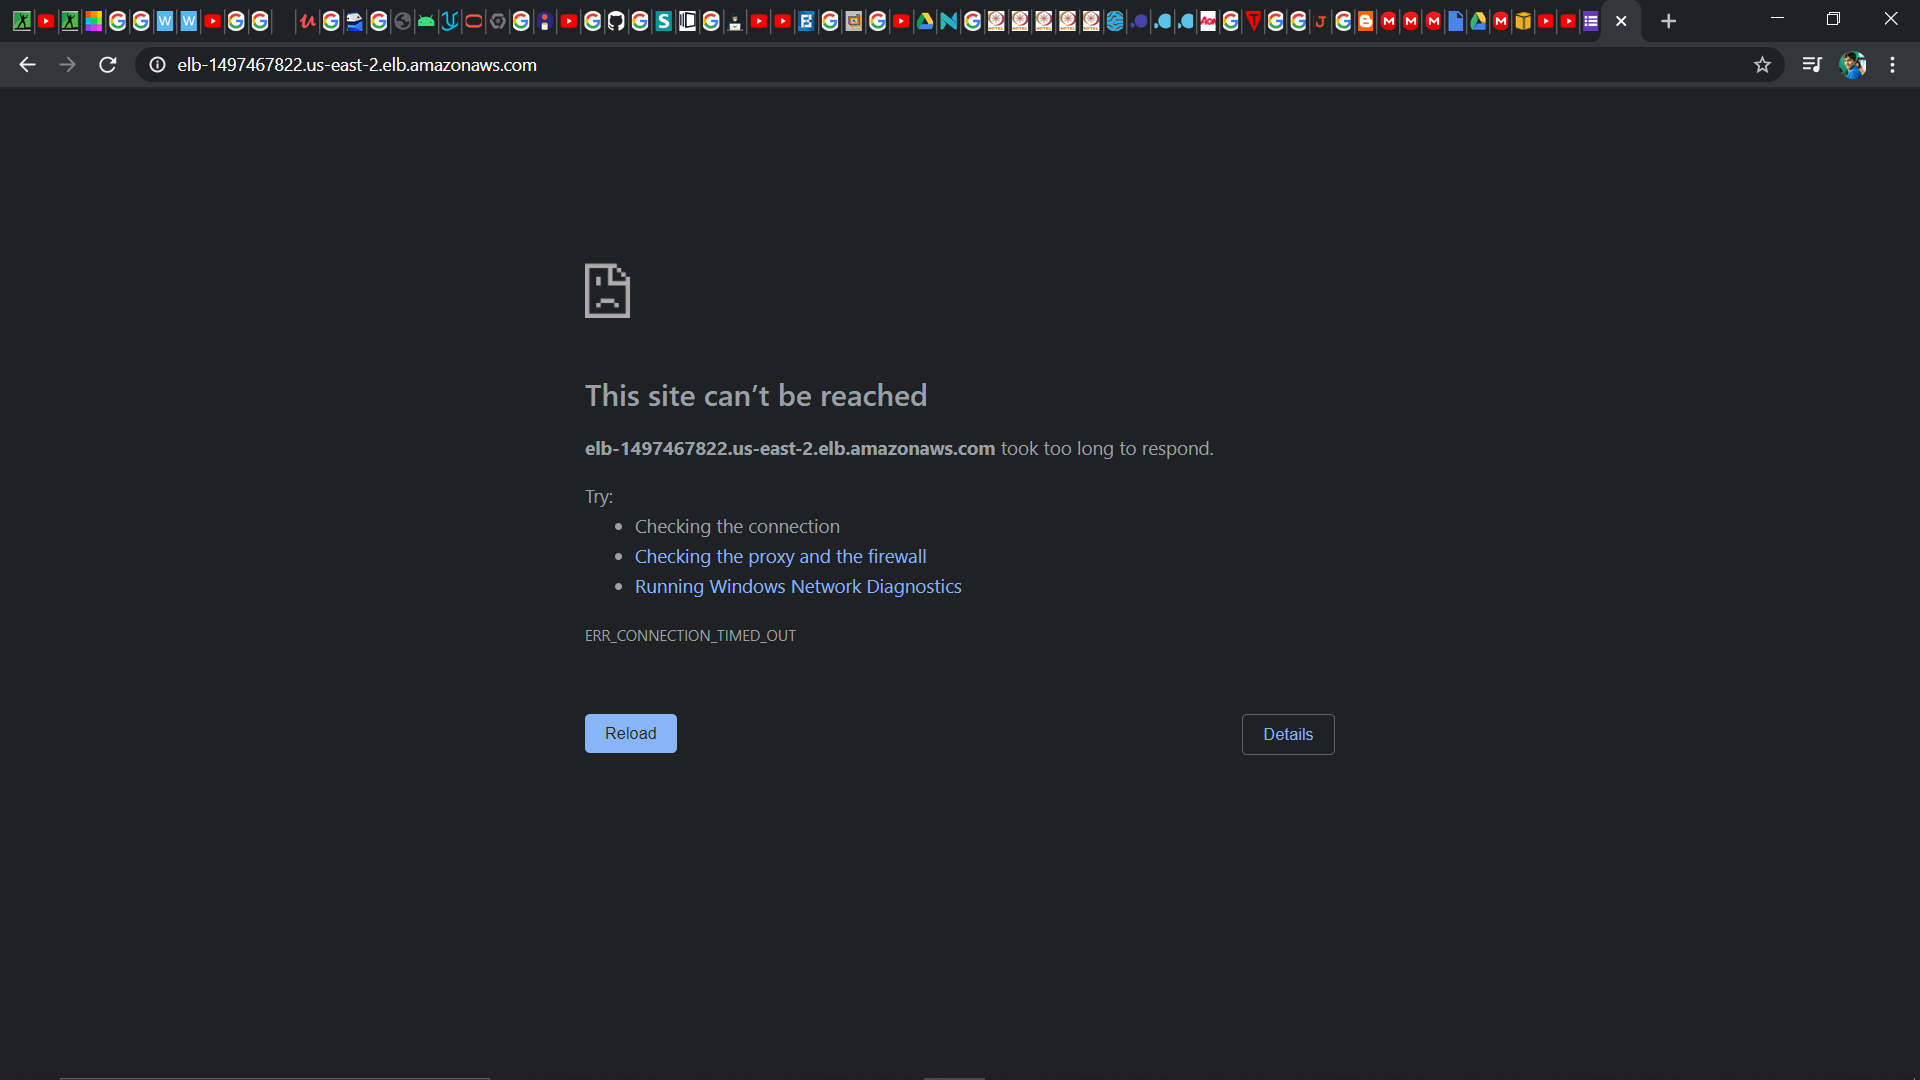 elb-1497467822.us-east-2.elb.amazonaws.com
This site can’t be reached
elb-1497467822.us-east-2.elb.amazonaws.com took too long to respond.
Try:
Checking the connection
Checking the proxy and the firewall
Running Windows Network Diagnostics
ERR_CONNECTION_TIMED_OUT
Reload
Details